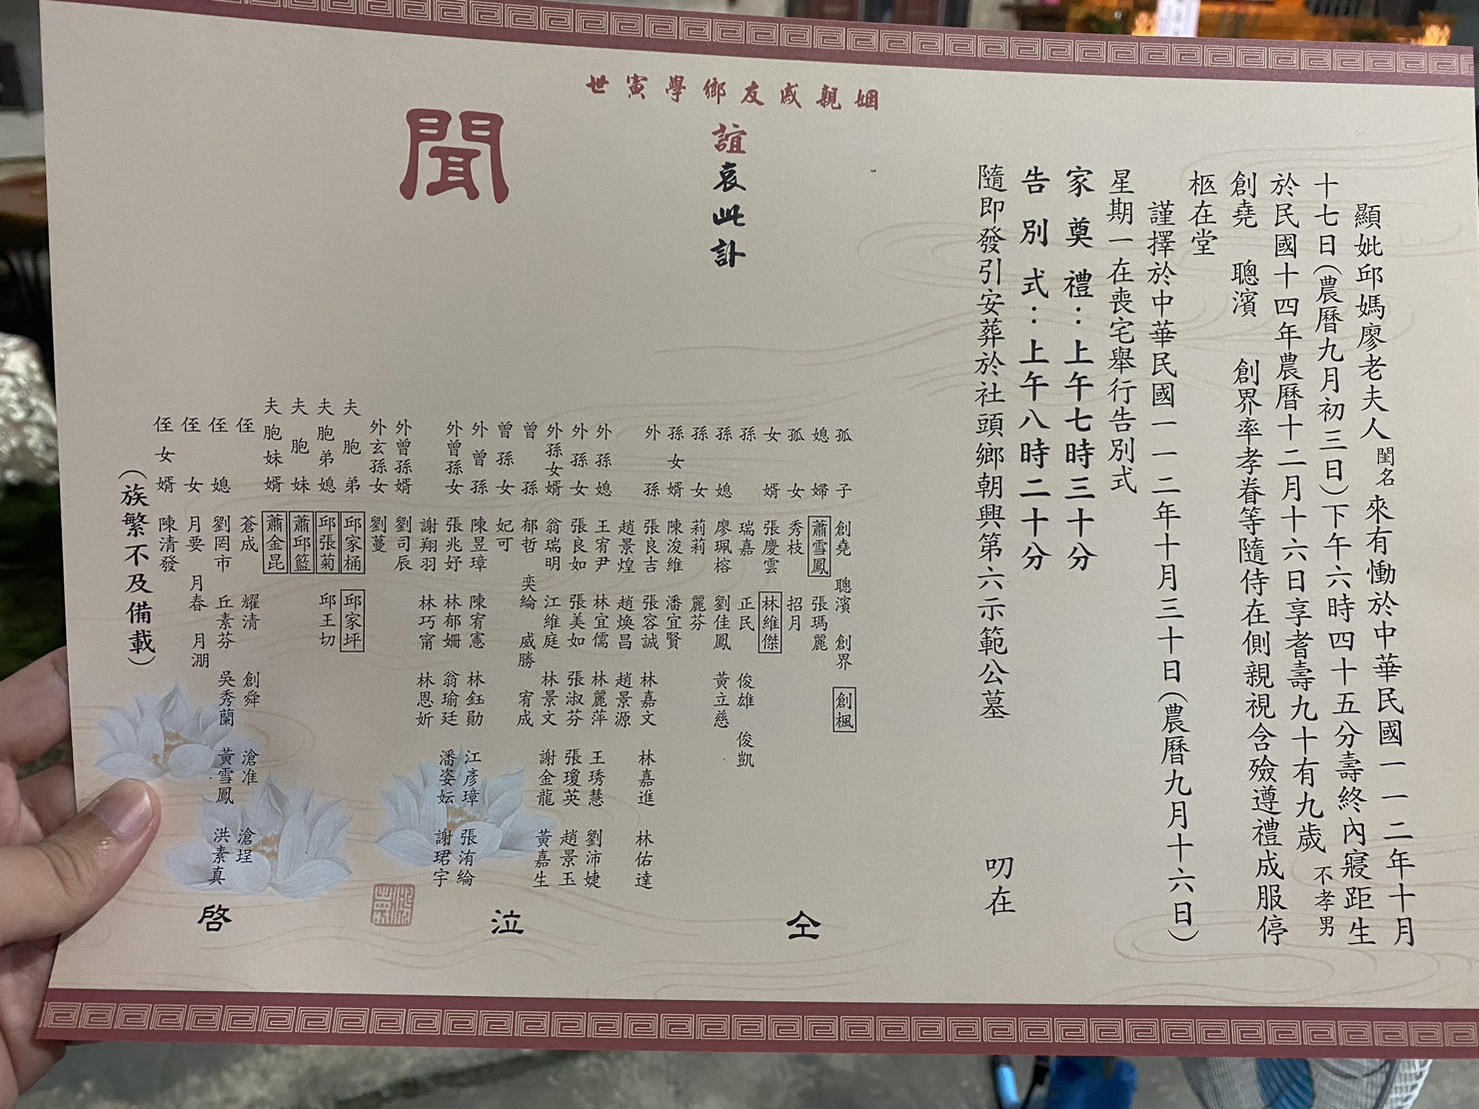 顯妣邱媽廖老夫人閨名來有慟於中華民國一一二年十月
十七日(農曆九月初三日)下午六時四十五分壽終內寢距生
於民國十四年農曆十二月十六日享耆壽九十有九歲 不孝男
創堯 聰濱 創界率孝眷等隨侍在側親視含殮遵禮成服停
柩在堂
謹擇於中華民國一一二年十月三十日(農曆九月十六日)
星期一在喪宅舉行告別式
家奠禮:上午七時三十分
告別式:上午八時二十分
隨即發引安葬於社頭鄉朝興第六示範公墓
叨在
姻親戚友鄉學寅世
誼哀此訃
聞
孤子 創堯 聰濱 創界 創楓
媳婦 蕭雪鳳 張瑪麗
孤女 秀枝 招月
女婿 張慶雲 林維傑
孫 瑞嘉 正民 俊雄 俊凱
孫媳 廖珮榕 劉佳鳳 黃立慈
孫女 莉莉 麗芬
孫女婿 陳浚維 潘宜賢
外孫 張良吉 張容誠 林嘉文 林嘉進 林佑達
趙景煌 趙煥昌 趙景源
外孫媳 王宥尹 林宜儒 林麗萍 王琇慧 劉沛婕
外孫女 張良如 張美如 張淑芬 張瓊英 趙景玉
外孫女婿 翁瑞明 江維庭 林景文 謝金龍 黃嘉生
曾孫 郁哲 奕綸 威勝 宥成
曾孫女 妃可
外曾孫 陳昱璋 陳宥憲 林鈺勛 江彥璋 張洧綸
外曾孫女 張兆妤 林郁姍 翁瑜廷 潘姿妘 謝珺宇
謝翔羽 林巧甯 林恩妡
外曾孫婿 劉司辰
外玄孫女 劉蔓
夫胞弟 邱家桶 邱家坪
夫胞弟媳 邱張菊 邱王切
夫胞妹 蕭邱籃
夫胞妹婿 蕭金昆
侄 蒼成 耀清 創舜 滄准 滄埕
侄媳 劉罔市 丘素芬 吳秀蘭 黃雪鳳 洪素真
侄女 月要 月春 月淜
侄女婿 陳清發
(族繁不及備載)
仝
泣
啓